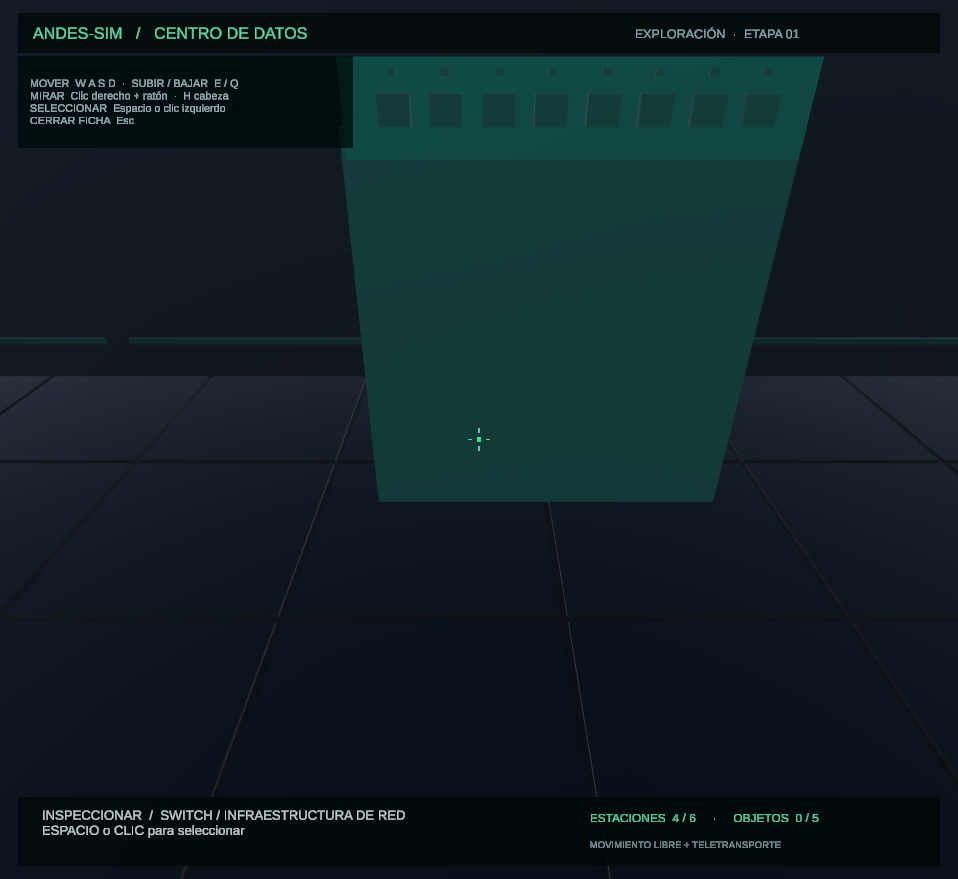 ANDES-SIM / CENTRO DE DATOS
EXPLORACIÓN · ETAPA 01
MOVER W A S D · SUBIR / BAJAR E / Q
MIRAR Clic derecho + ratón · H cabeza
SELECCIONAR Espacio o clic izquierdo
CERRAR FICHA Esc
INSPECCIONAR / SWITCH / INFRAESTRUCTURA DE RED
ESPACIO o CLIC para seleccionar
ESTACIONES 4 / 6 · OBJETOS 0 / 5
MOVIMIENTO LIBRE + TELETRANSPORTE